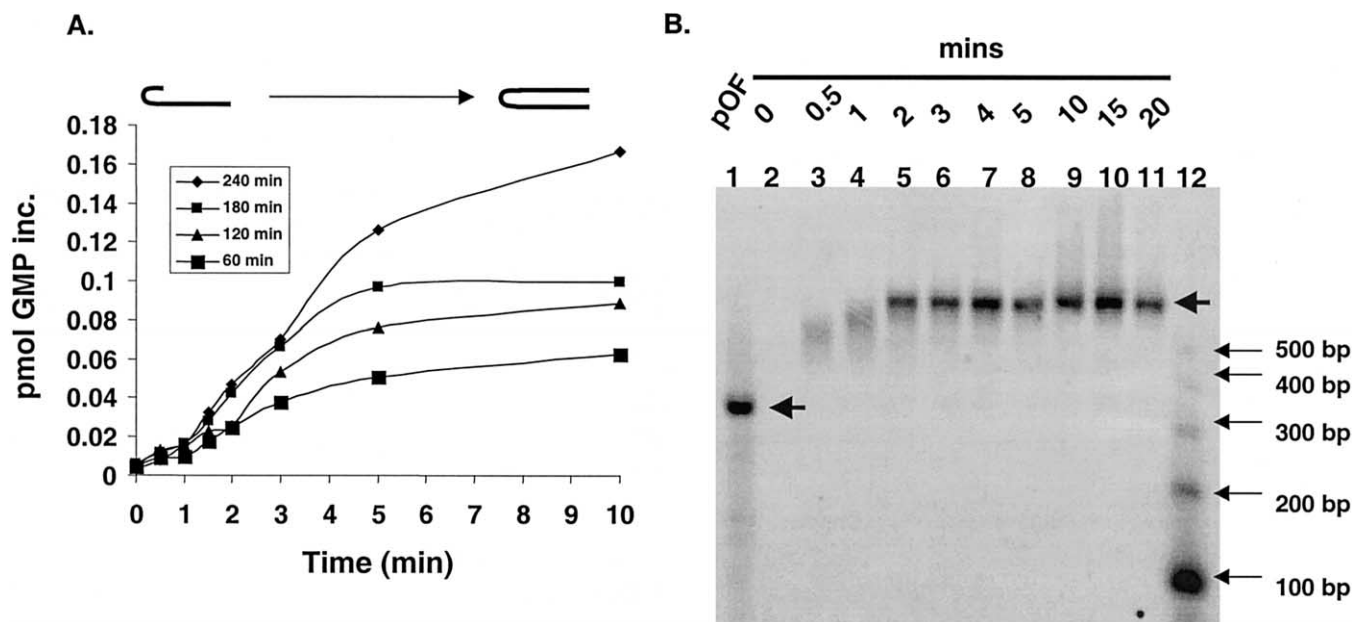 A.
0.18
0.16
0.14
0.12
0.1
0.08
0.06
0.04
0.02
0
pmol GMP inc.
240 min
180 min
120 min
60 min
0 1 2 3 4 5 6 7 8 9 10
Time (min)
B.
mins
pOF 0 0.5 1 2 3 4 5 10 15 20
1 2 3 4 5 6 7 8 9 10 11 12
500 bp
400 bp
300 bp
200 bp
100 bp